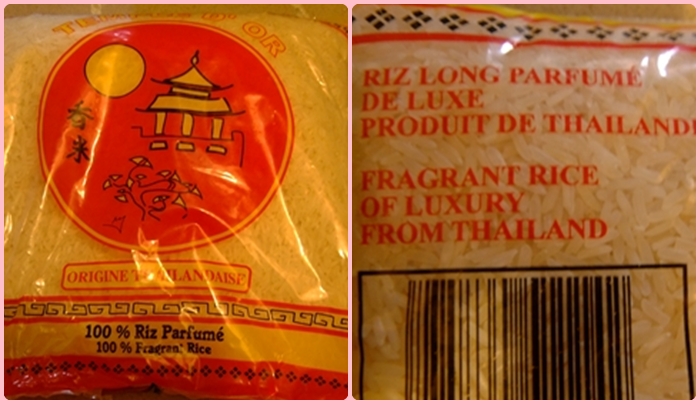 D' OR
香米
ORIGINE THAILANDAISE
100 % Riz Parfumé
100 % Fragrant Rice
RIZ LONG PARFUMÉ
DE LUXE
PRODUIT DE THAILANDE
FRAGRANT RICE
OF LUXURY
FROM THAILAND